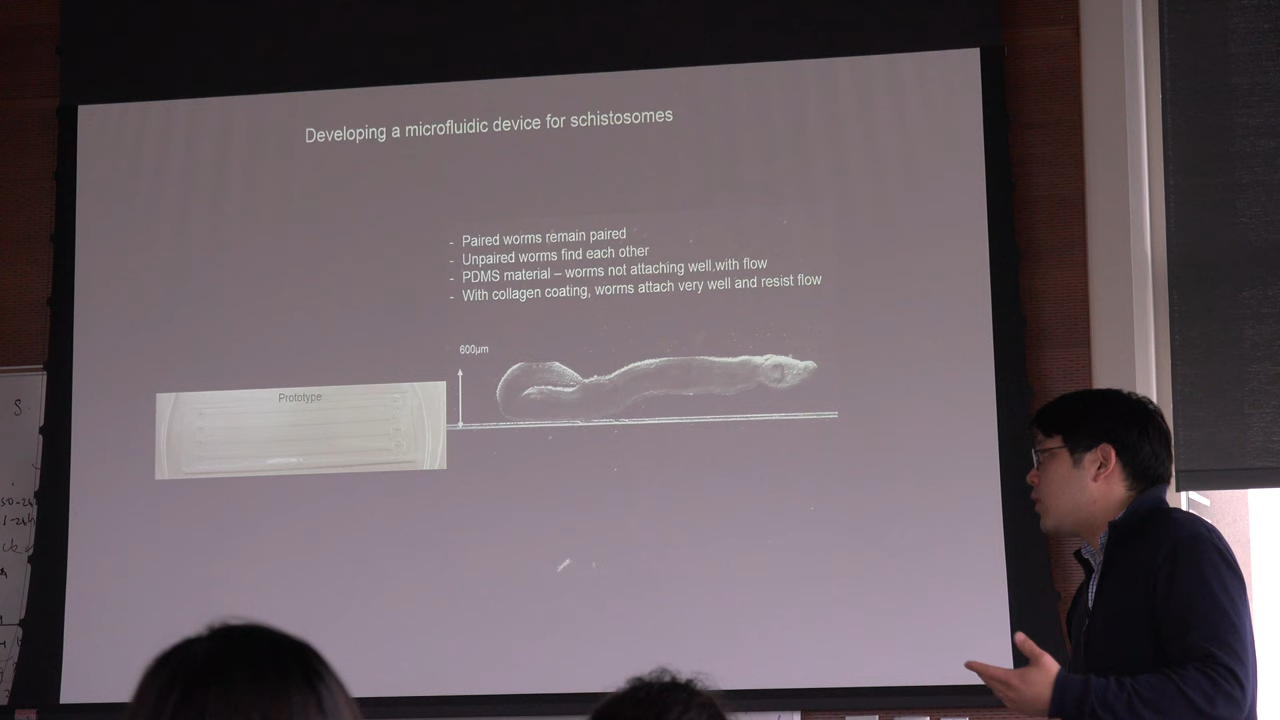 Developing a microfluidic device for schistosomes
- Paired worms remain paired
- Unpaired worms find each other
- PDMS material – worms not attaching well with flow
- With collagen coating, worms attach very well and resist flow
600μm
Prototype
S.